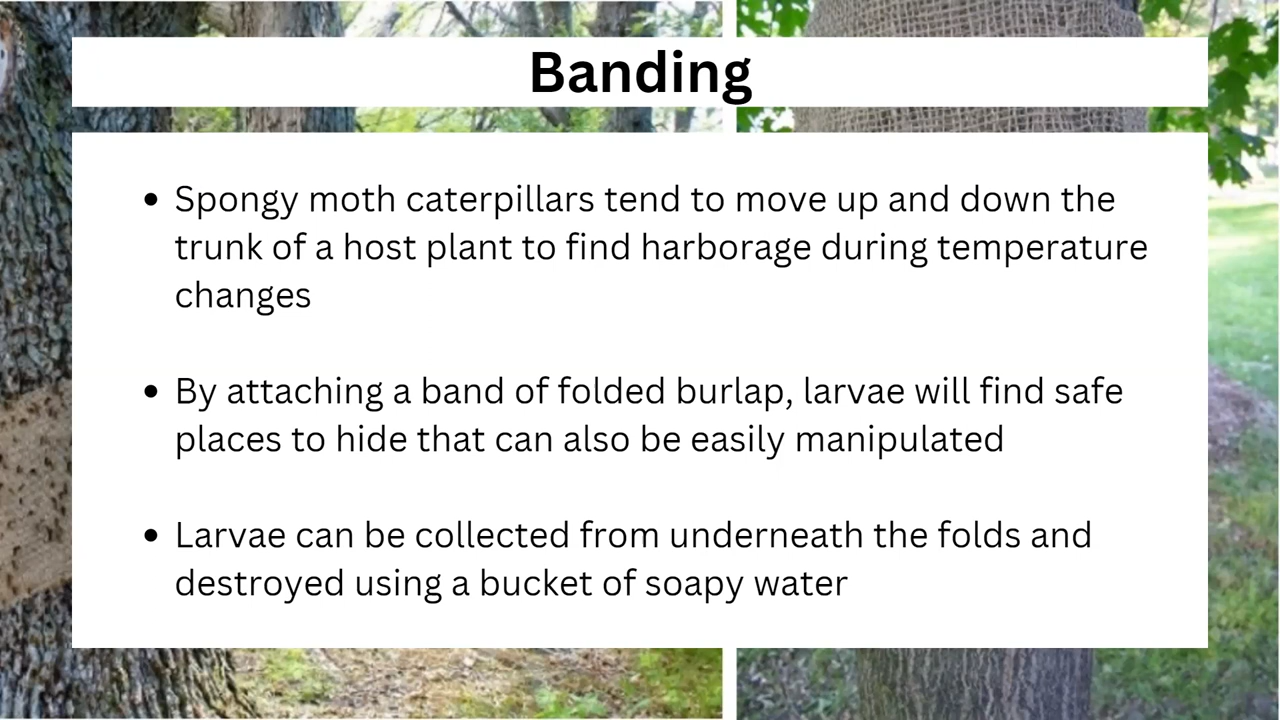 Banding
• Spongy moth caterpillars tend to move up and down the
trunk of a host plant to find harborage during temperature
changes
• By attaching a band of folded burlap, larvae will find safe
places to hide that can also be easily manipulated
• Larvae can be collected from underneath the folds and
destroyed using a bucket of soapy water